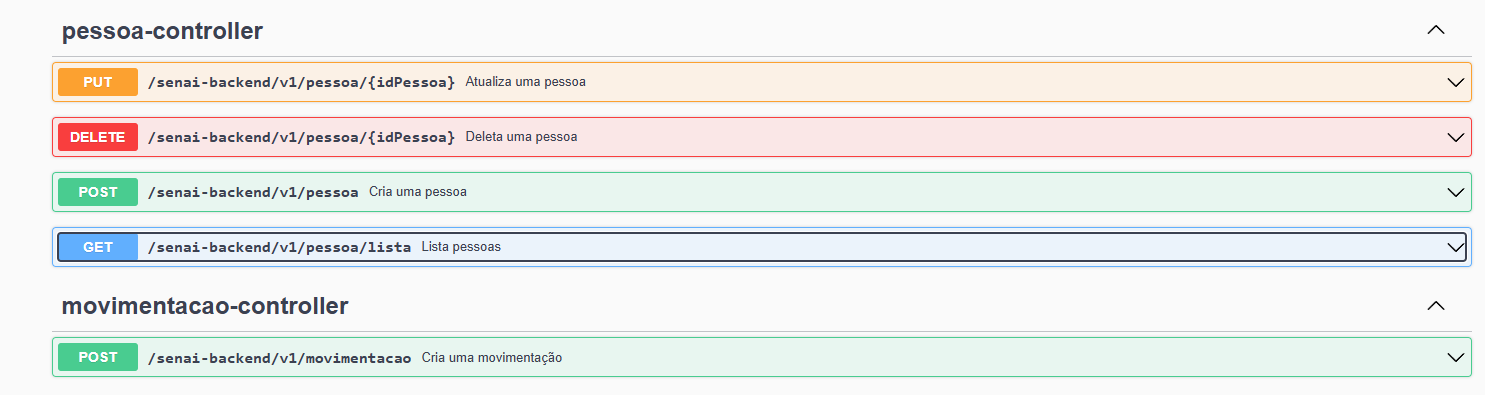 pessoa-controller
PUT /senai-backend/v1/pessoa/{idPessoa} Atualiza uma pessoa
DELETE /senai-backend/v1/pessoa/{idPessoa} Deleta uma pessoa
POST /senai-backend/v1/pessoa Cria uma pessoa
GET /senai-backend/v1/pessoa/lista Lista pessoas
movimentacao-controller
POST /senai-backend/v1/movimentacao Cria uma movimentação